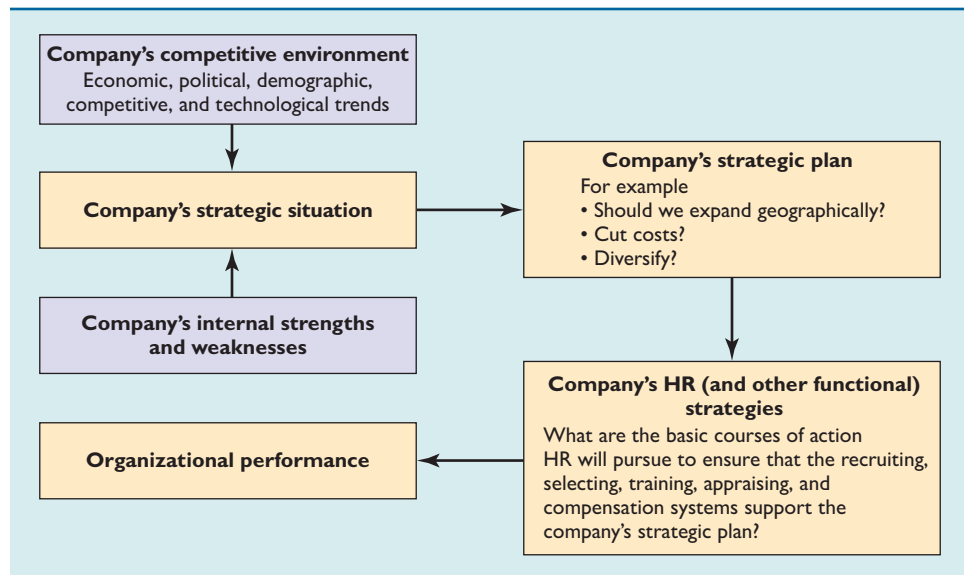 Company’s competitive environment
Economic, political, demographic,
competitive, and technological trends
Company’s strategic situation
Company’s internal strengths
and weaknesses
Company’s strategic plan
For example
• Should we expand geographically?
• Cut costs?
• Diversify?
Company’s HR (and other functional)
strategies
What are the basic courses of action
HR will pursue to ensure that the recruiting,
selecting, training, appraising, and
compensation systems support the
company’s strategic plan?
Organizational performance